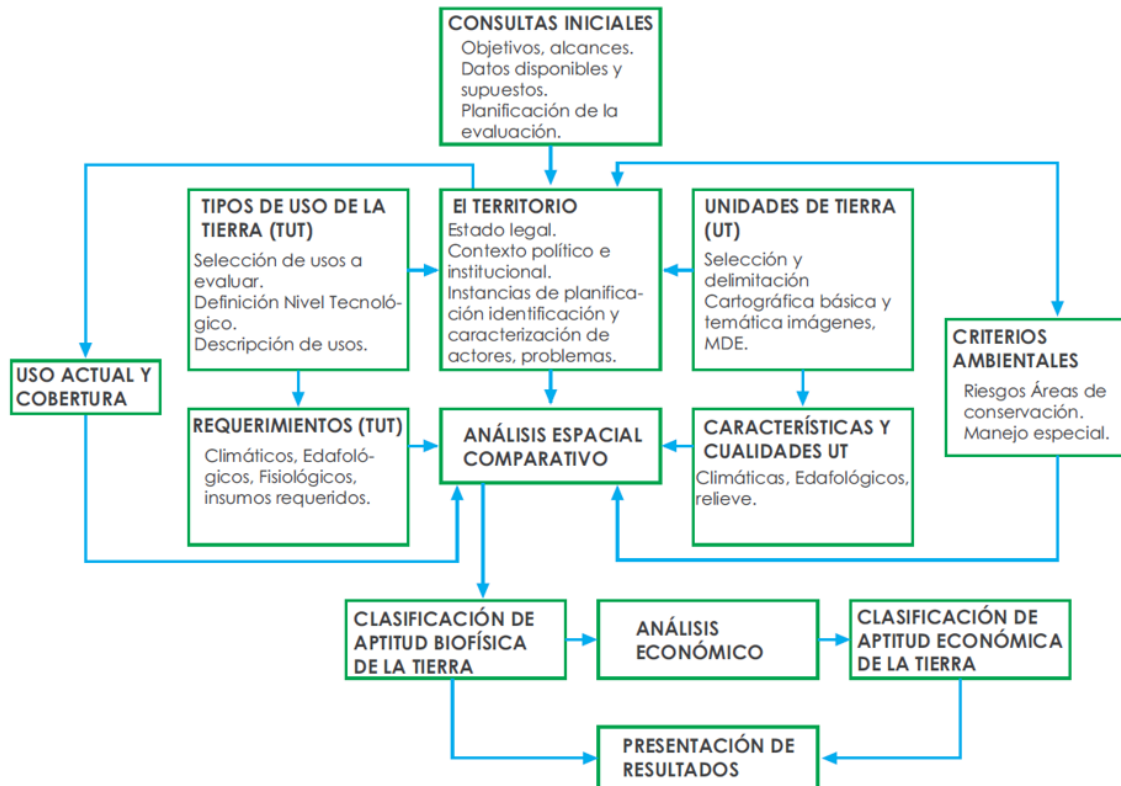 CONSULTAS INICIALES
Objetivos, alcances.
Datos disponibles y
supuestos.
Planificación de la
evaluación.
TIPOS DE USO DE LA
TIERRA (TUT)
Selección de usos a
evaluar.
Definición Nivel Tecnoló-
gico.
Descripción de usos.
El TERRITORIO
Estado legal.
Contexto político e
institucional.
Instancias de planifica-
ción identificación y
caracterización de
actores, problemas.
UNIDADES DE TIERRA
(UT)
Selección y
delimitación
Cartográfica básica y
temática imágenes,
MDE.
CRITERIOS
AMBIENTALES
Riesgos Áreas de
conservación.
Manejo especial.
USO ACTUAL Y
COBERTURA
REQUERIMIENTOS (TUT)
Climáticos, Edafoló-
gicos, Fisiológicos,
insumos requeridos.
ANÁLISIS ESPACIAL
COMPARATIVO
CARACTERÍSTICAS Y
CUALIDADES UT
Climáticas, Edafológicos,
relieve.
CLASIFICACIÓN DE
APTITUD BIOFÍSICA
DE LA TIERRA
ANÁLISIS
ECONÓMICO
CLASIFICACIÓN DE
APTITUD ECONÓMICA
DE LA TIERRA
PRESENTACIÓN DE
RESULTADOS